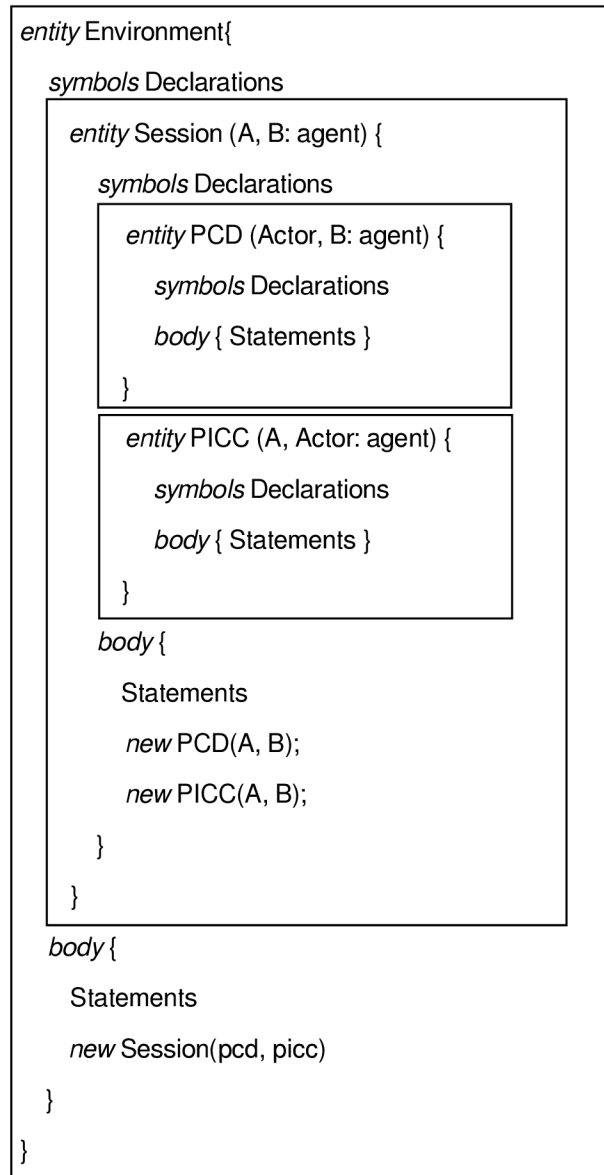 entity Environment{
symbols Declarations
entity Session (A, B: agent) {
symbols Declarations
entity PCD (Actor, B: agent) {
symbols Declarations
body { Statements }
}
entity PICC (A, Actor: agent) {
symbols Declarations
body { Statements }
}
body {
Statements
new PCD(A, B);
new PICC(A, B);
}
}
body {
Statements
new Session(pcd, picc)
}
}